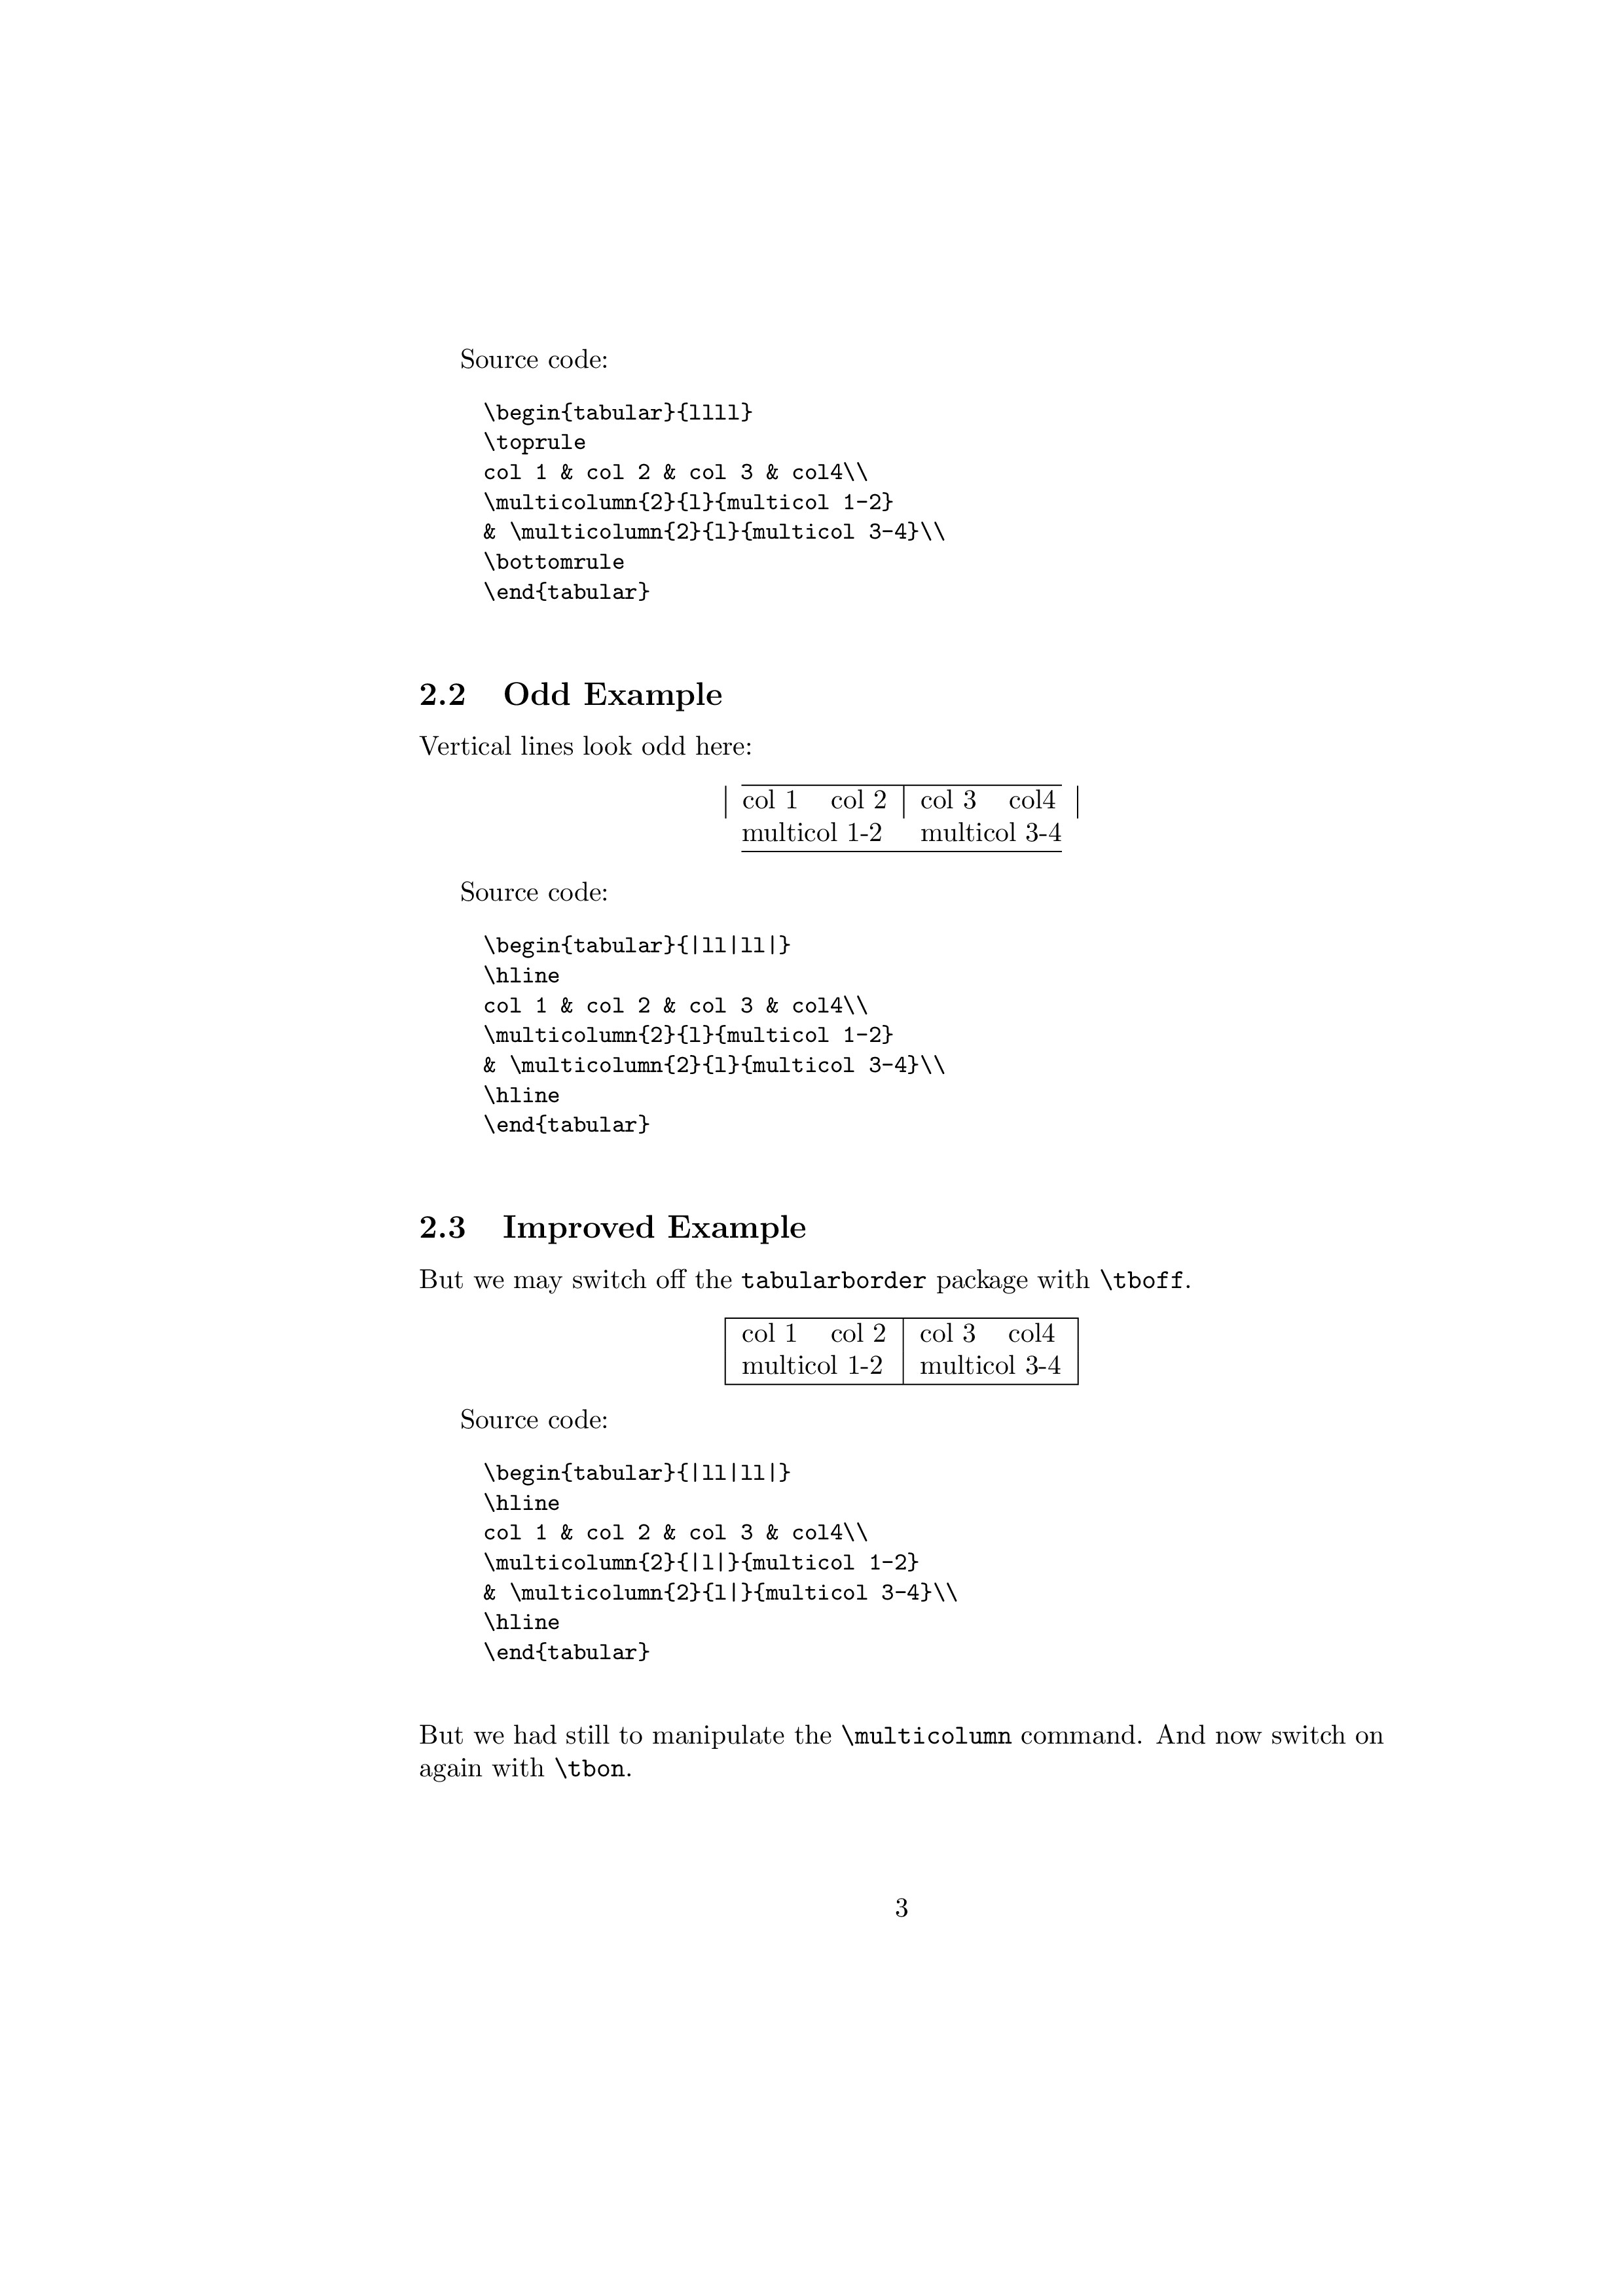 Source code:
\begin{tabular}{llll}
\toprule
col 1 & col 2 & col 3 & col4\\
\multicolumn{2}{l}{multicol 1-2}
& \multicolumn{2}{l}{multicol 3-4}\\
\bottomrule
\end{tabular}
2.2 Odd Example
Vertical lines look odd here:
col 1 col 2 col 3 col4
multicol 1-2 multicol 3-4
Source code:
\begin{tabular}{|ll|ll|}
\hline
col 1 & col 2 & col 3 & col4\\
\multicolumn{2}{l}{multicol 1-2}
& \multicolumn{2}{l}{multicol 3-4}\\
\hline
\end{tabular}
2.3 Improved Example
But we may switch off the tabularborder package with \tboff.
col 1 col 2 col 3 col4
multicol 1-2 multicol 3-4
Source code:
\begin{tabular}{|ll|ll|}
\hline
col 1 & col 2 & col 3 & col4\\
\multicolumn{2}{|l|}{multicol 1-2}
& \multicolumn{2}{l|}{multicol 3-4}\\
\hline
\end{tabular}
But we had still to manipulate the \multicolumn command. And now switch on
again with \tbon.
3